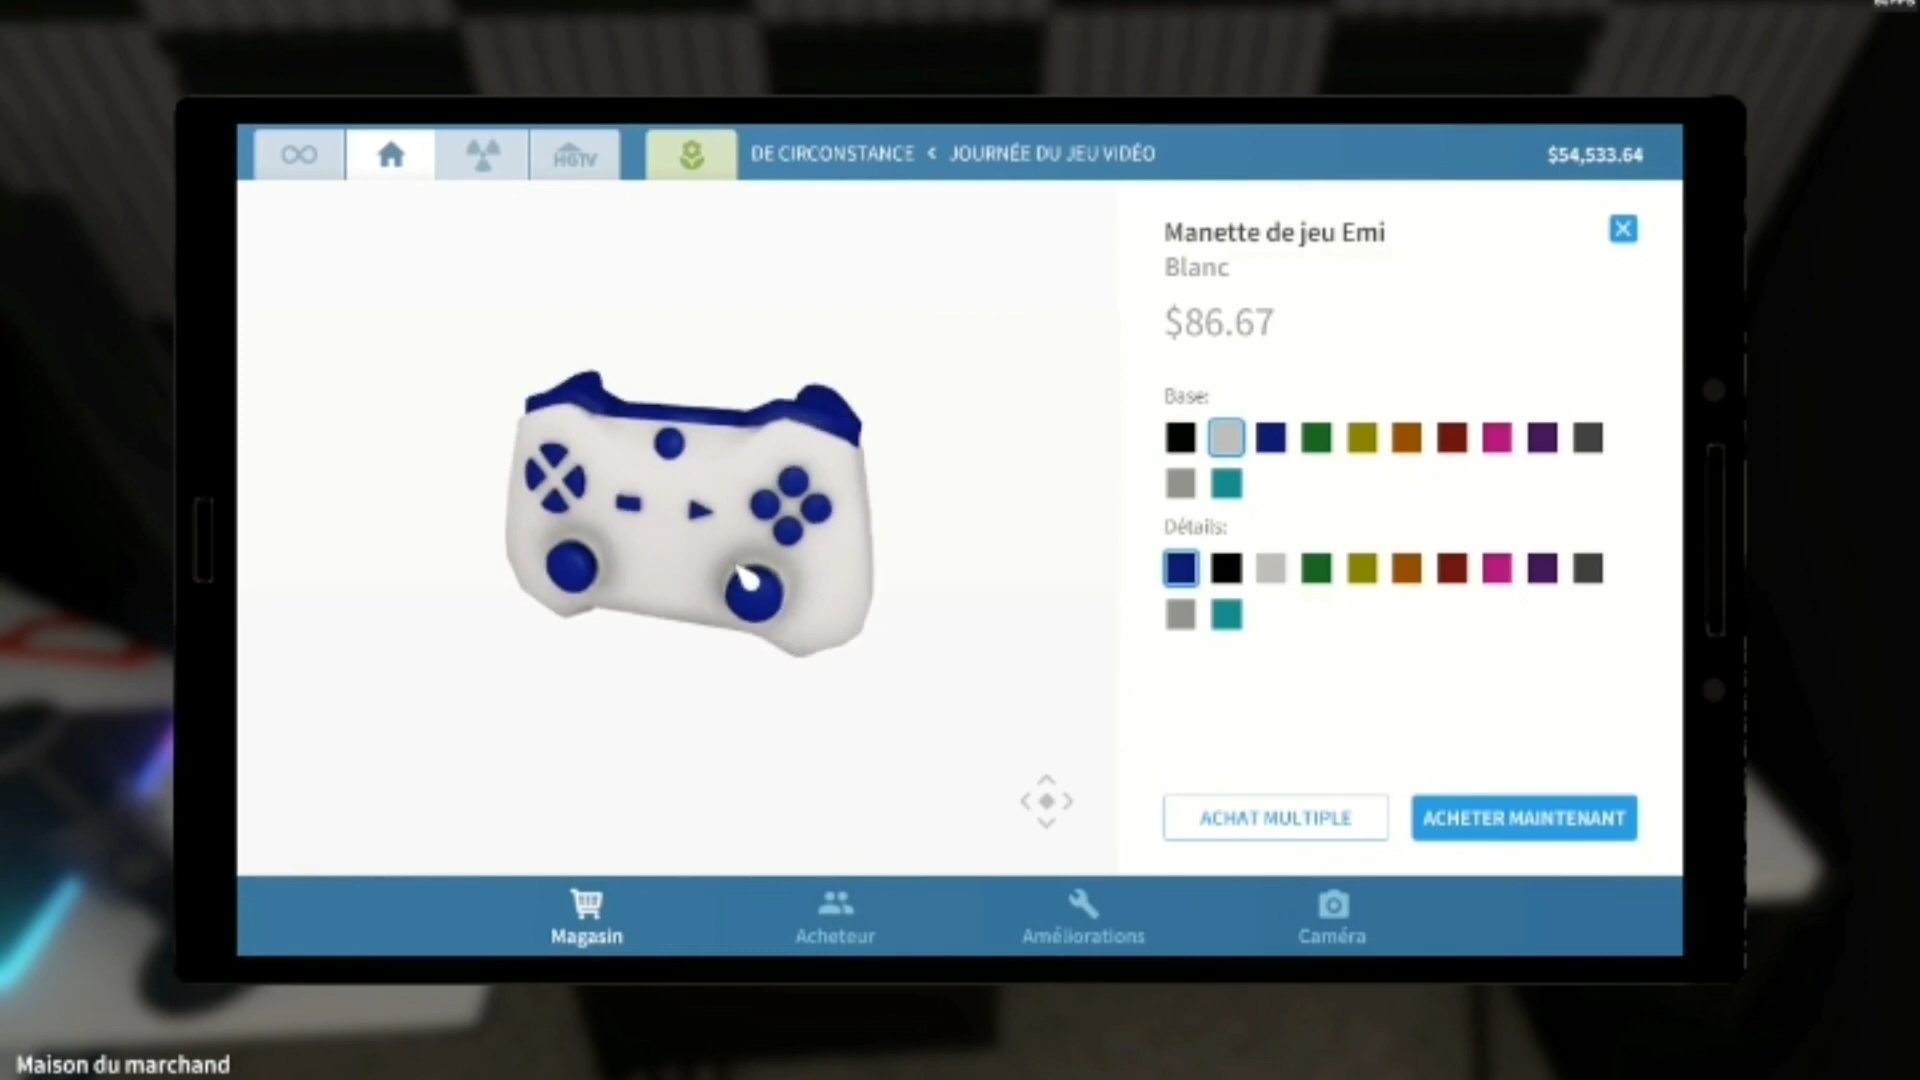 HGTV
DE CIRCONSTANCE < JOURNÉE DU JEU VIDÉO
$54,533.64
Manette de jeu Emi
Blanc
$86.67
Base:
Détails:
ACHAT MULTIPLE
ACHETER MAINTENANT
Magasin
Acheteur
Améliorations
Caméra
Maison du marchand